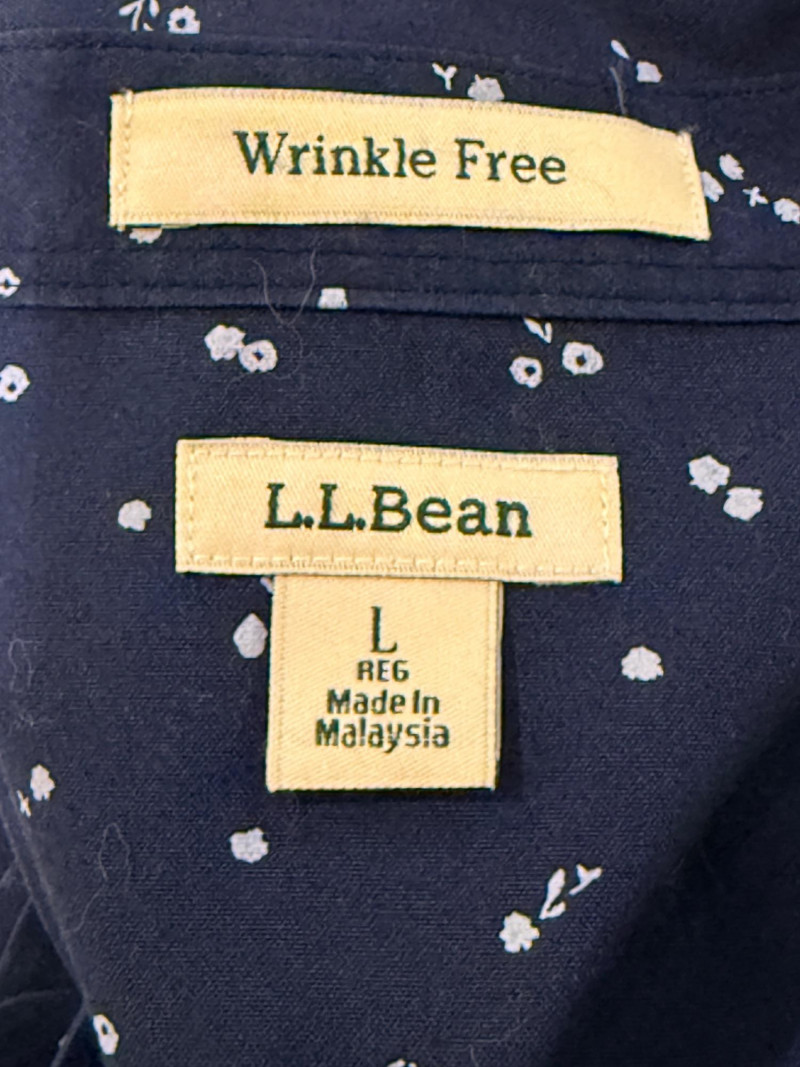 Wrinkle Free
L.L.Bean
L
REG
Made In
Malaysia